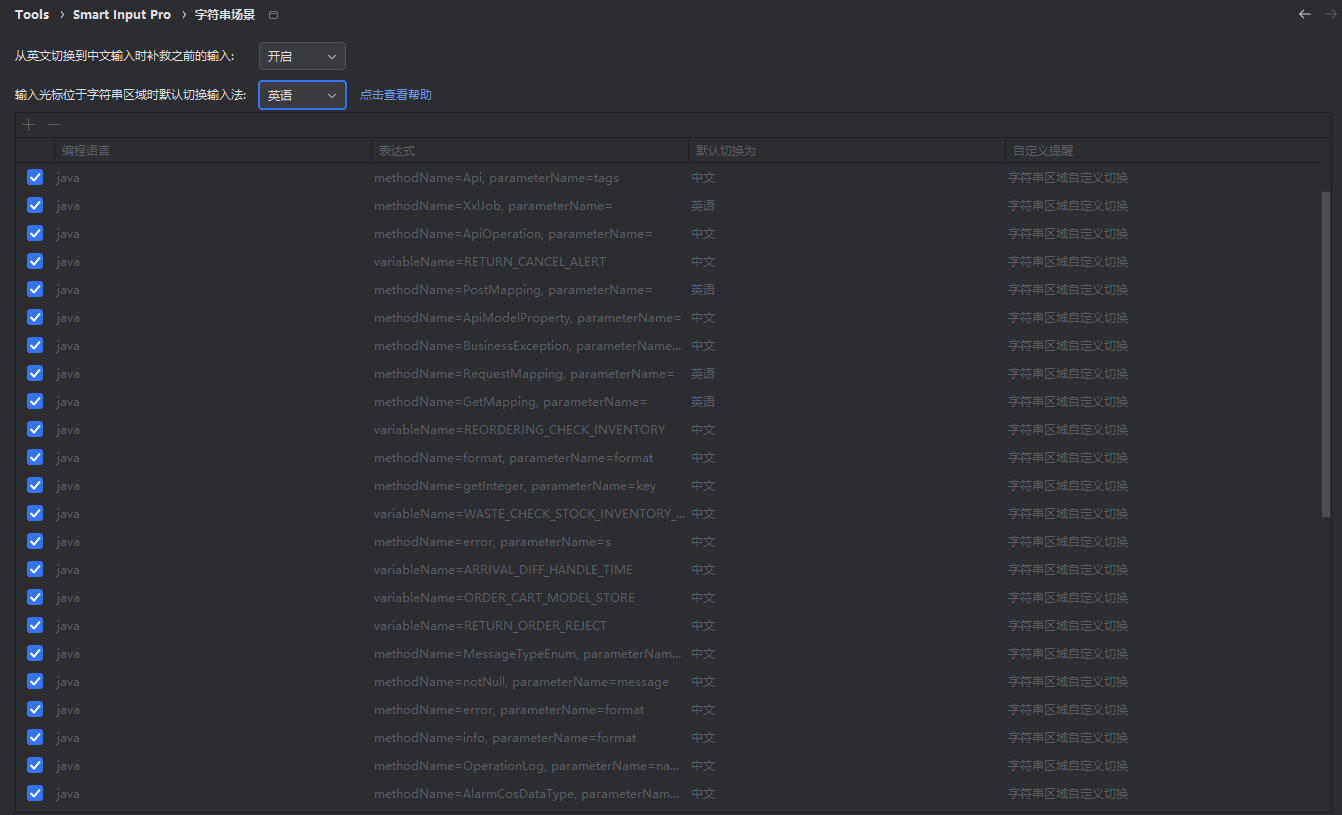 Tools › Smart Input Pro › 字符串场景
从英文切换到中文输入时补救之前的输入: 开启
输入光标位于字符串区域时默认切换输入法: 英语 点击查看帮助
编程语言 表达式 默认切换为 自定义提醒
java methodName=Api, parameterName=tags 中文 字符串区域自定义切换
java methodName=XxlJob, parameterName= 英语 字符串区域自定义切换
java methodName=ApiOperation, parameterName= 中文 字符串区域自定义切换
java variableName=RETURN_CANCEL_ALERT 中文 字符串区域自定义切换
java methodName=PostMapping, parameterName= 英语 字符串区域自定义切换
java methodName=ApiModelProperty, parameterName= 中文 字符串区域自定义切换
java methodName=BusinessException, parameterName... 中文 字符串区域自定义切换
java methodName=RequestMapping, parameterName= 英语 字符串区域自定义切换
java methodName=GetMapping, parameterName= 英语 字符串区域自定义切换
java variableName=REORDERING_CHECK_INVENTORY 中文 字符串区域自定义切换
java methodName=format, parameterName=format 中文 字符串区域自定义切换
java methodName=getInteger, parameterName=key 中文 字符串区域自定义切换
java variableName=WASTE_CHECK_STOCK_INVENTORY_... 中文 字符串区域自定义切换
java methodName=error, parameterName=s 中文 字符串区域自定义切换
java variableName=ARRIVAL_DIFF_HANDLE_TIME 中文 字符串区域自定义切换
java variableName=ORDER_CART_MODEL_STORE 中文 字符串区域自定义切换
java variableName=RETURN_ORDER_REJECT 中文 字符串区域自定义切换
java methodName=MessageTypeEnum, parameterNam... 中文 字符串区域自定义切换
java methodName=notNull, parameterName=message 中文 字符串区域自定义切换
java methodName=error, parameterName=format 中文 字符串区域自定义切换
java methodName=info, parameterName=format 中文 字符串区域自定义切换
java methodName=OperationLog, parameterName=na... 中文 字符串区域自定义切换
java methodName=AlarmCosDataType, parameterNam... 中文 字符串区域自定义切换